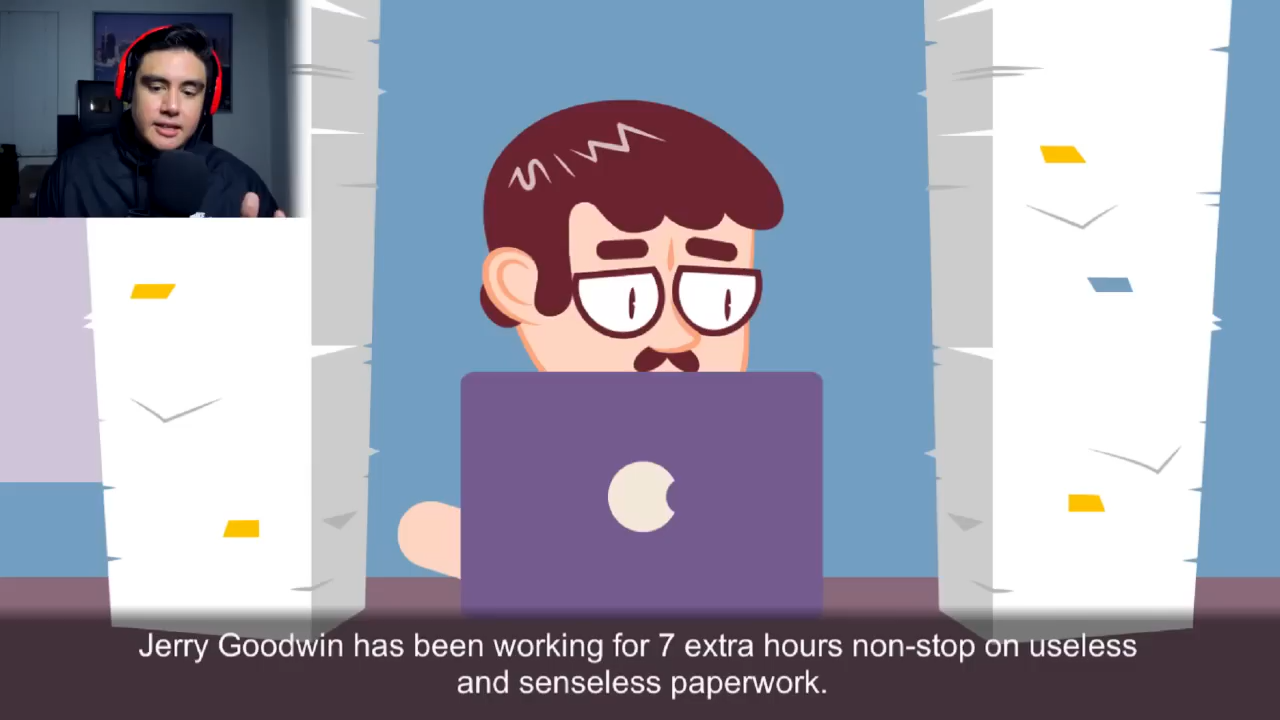 Jerry Goodwin has been working for 7 extra hours non-stop on useless
and senseless paperwork.